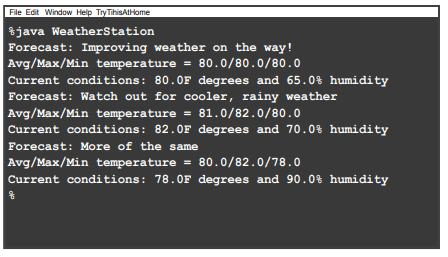 File Edit Window Help TryTihisAtHome
%java WeatherStation
Forecast: Improving weather on the way!
Avg/Max/Min temperature = 80.0/80.0/80.0
Current conditions: 80.0F degrees and 65.0% humidity
Forecast: Watch out for cooler, rainy weather
Avg/Max/Min temperature = 81.0/82.0/80.0
Current conditions: 82.0F degrees and 70.0% humidity
Forecast: More of the same
Avg/Max/Min temperature = 80.0/82.0/78.0
Current conditions: 78.0F degrees and 90.0% humidity
%